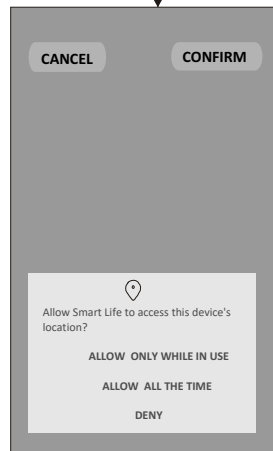 CANCEL
CONFIRM
Allow Smart Life to access this device's
location?
ALLOW ONLY WHILE IN USE
ALLOW ALL THE TIME
DENY